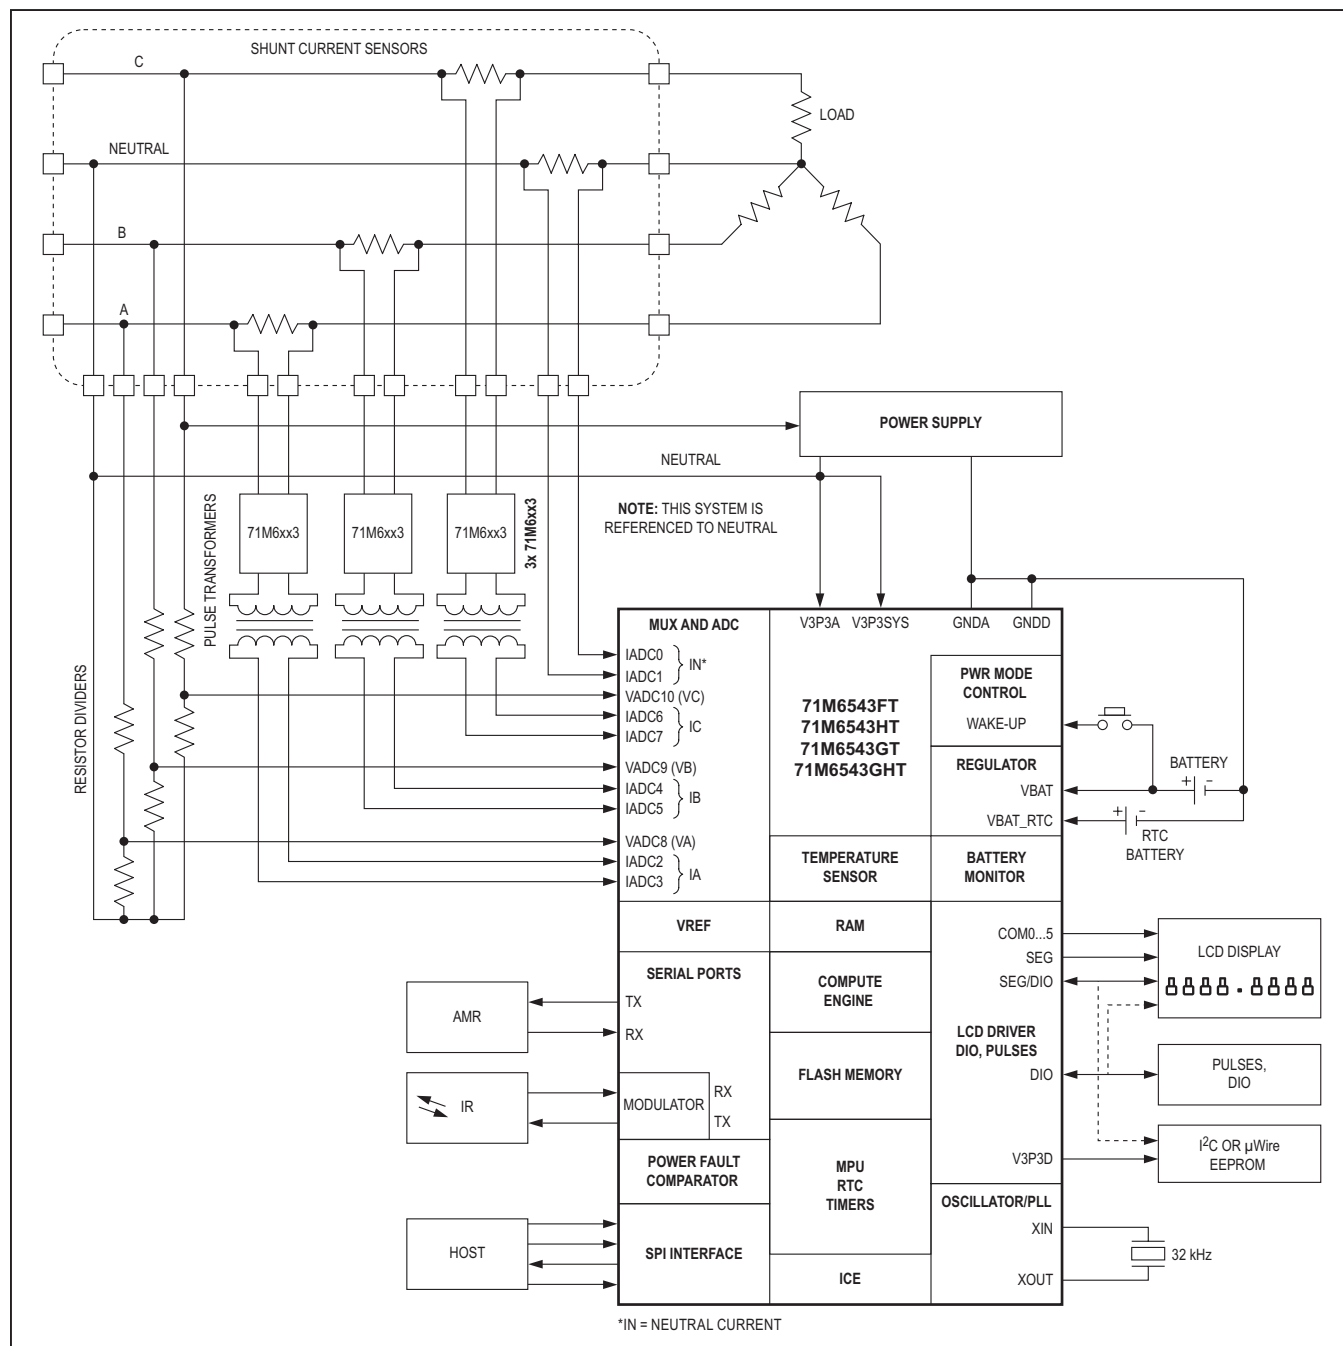 SHUNT CURRENT SENSORS
C
LOAD
NEUTRAL
B
A
POWER SUPPLY
NEUTRAL
NOTE: THIS SYSTEM IS
REFERENCED TO NEUTRAL
PULSE TRANSFORMERS
71M6xx3
71M6xx3
71M6xx3
3x 71M6xx3
RESISTOR DIVIDERS
MUX AND ADC
V3P3A
V3P3SYS
GNDA
GNDD
IADC0
IADC1
IN*
VADC10 (VC)
IADC6
IADC7
IC
VADC9 (VB)
IADC4
IADC5
IB
VADC8 (VA)
IADC2
IADC3
IA
71M6543FT
71M6543HT
71M6543GT
71M6543GHT
PWR MODE
CONTROL
WAKE-UP
REGULATOR
VBAT
VBAT_RTC
BATTERY
+ -
+ -
RTC
BATTERY
TEMPERATURE
SENSOR
BATTERY
MONITOR
VREF
RAM
COM0...5
SEG
SEG/DIO
LCD DISPLAY
8888.8888
SERIAL PORTS
TX
RX
AMR
COMPUTE
ENGINE
LCD DRIVER
DIO, PULSES
DIO
PULSES,
DIO
FLASH MEMORY
IR
MODULATOR
RX
TX
V3P3D
I2C OR µWire
EEPROM
POWER FAULT
COMPARATOR
MPU
RTC
TIMERS
OSCILLATOR/PLL
XIN
XOUT
32 kHz
HOST
SPI INTERFACE
ICE
*IN = NEUTRAL CURRENT